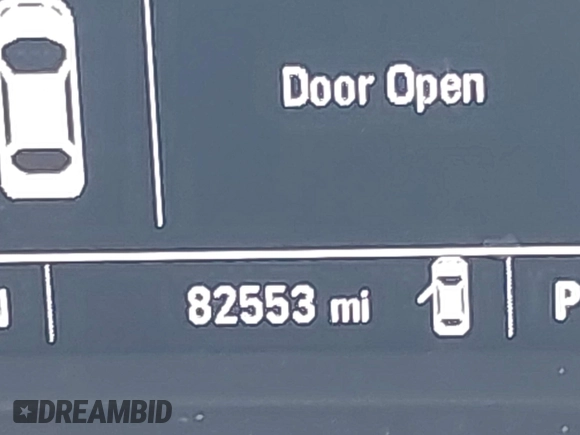 Door Open
82553 mi
P
DREAMBID